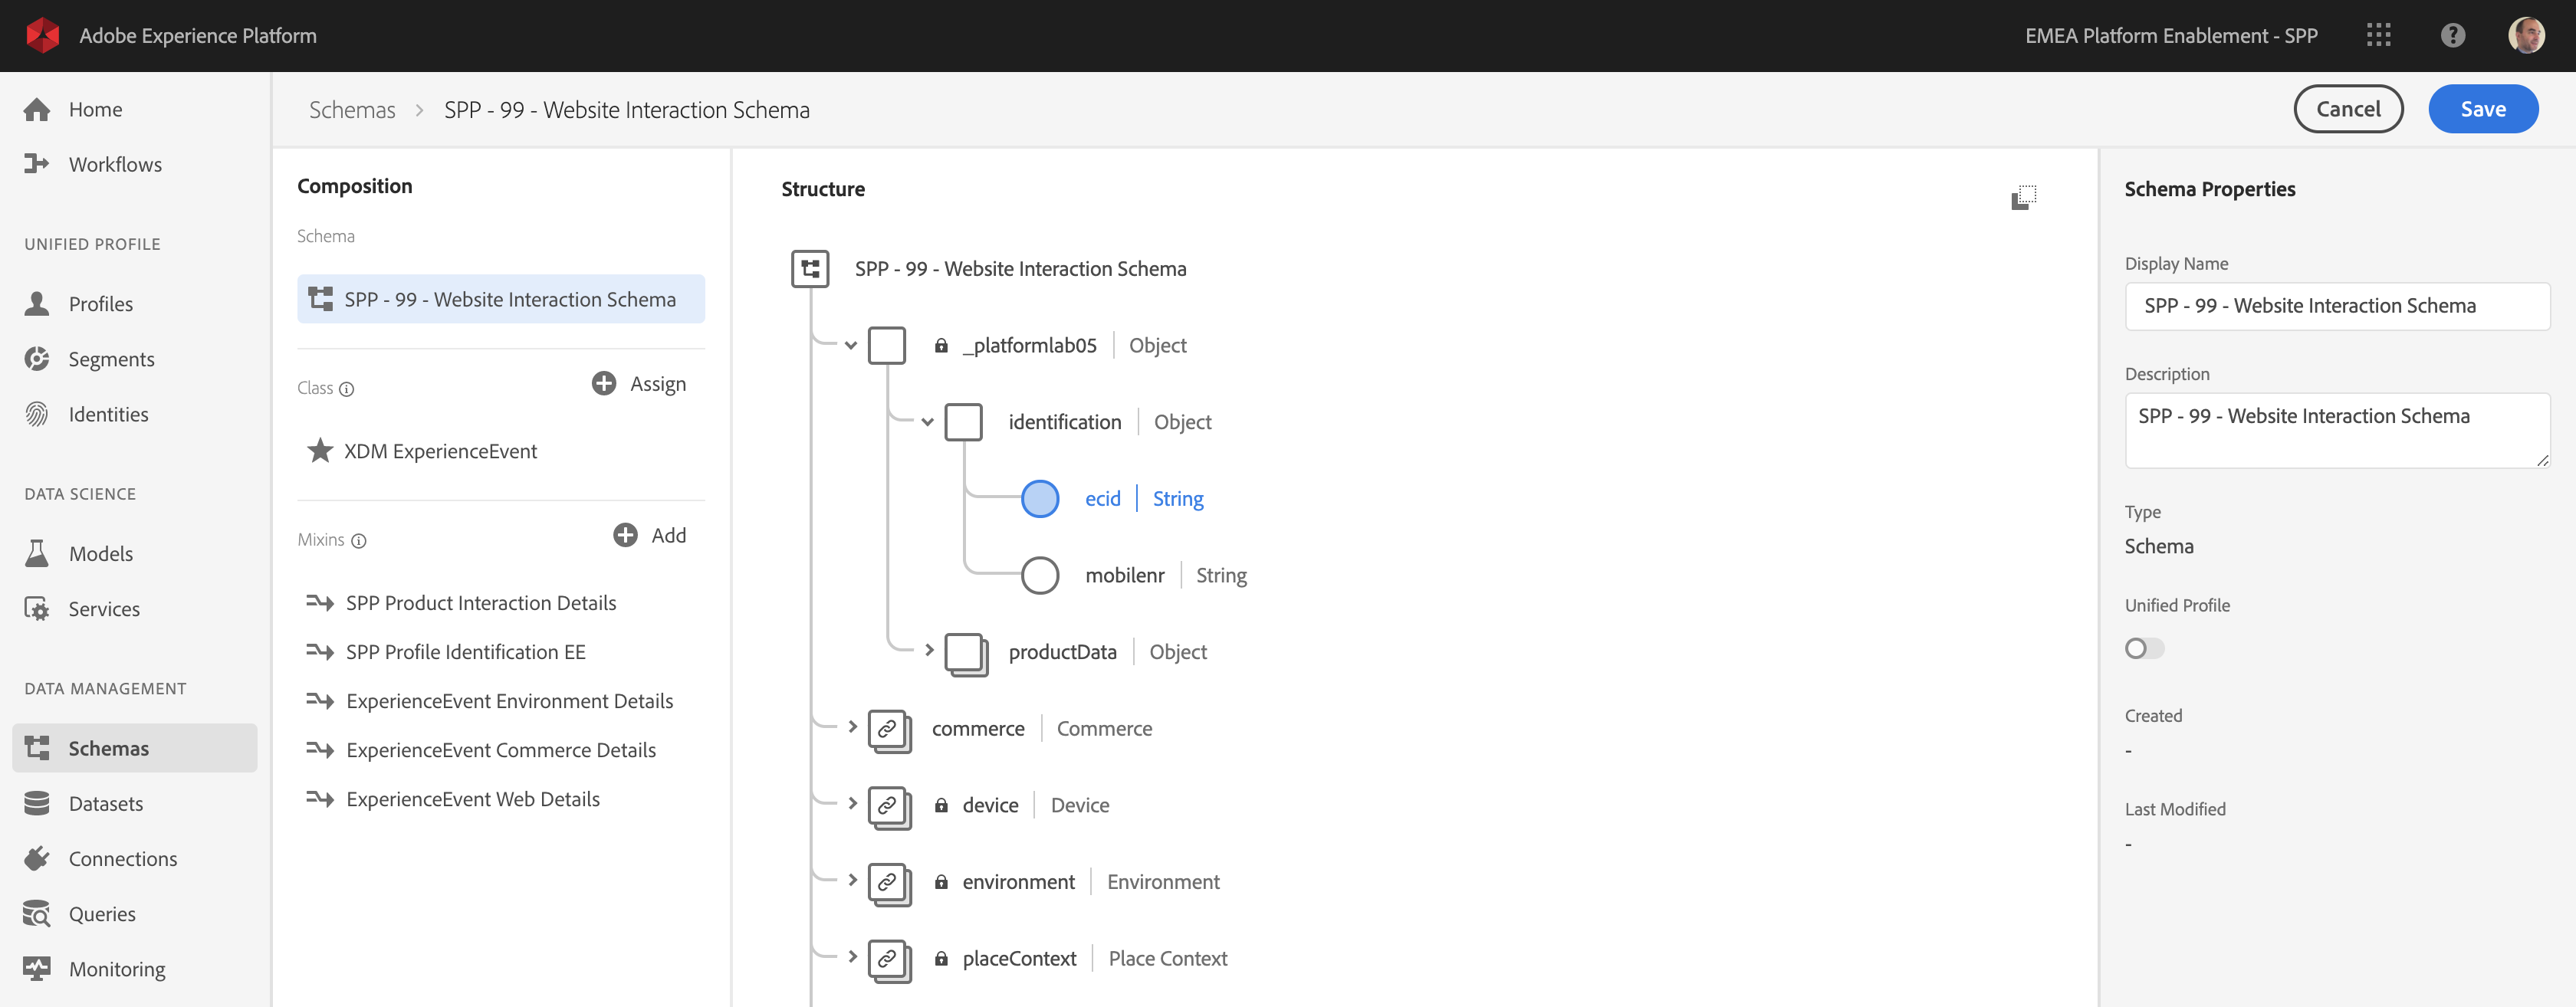 Adobe Experience Platform
EMEA Platform Enablement - SPP
Home
Workflows
UNIFIED PROFILE
Profiles
Segments
Identities
DATA SCIENCE
Models
Services
DATA MANAGEMENT
Schemas
Datasets
Connections
Queries
Monitoring
Schemas > SPP - 99 - Website Interaction Schema
Cancel
Save
Composition
Schema
SPP - 99 - Website Interaction Schema
Class
Assign
XDM ExperienceEvent
Mixins
Add
SPP Product Interaction Details
SPP Profile Identification EE
ExperienceEvent Environment Details
ExperienceEvent Commerce Details
ExperienceEvent Web Details
Structure
SPP - 99 - Website Interaction Schema
_platformlab05 | Object
identification | Object
ecid | String
mobilenr | String
productData | Object
commerce | Commerce
device | Device
environment | Environment
placeContext | Place Context
Schema Properties
Display Name
SPP - 99 - Website Interaction Schema
Description
SPP - 99 - Website Interaction Schema
Type
Schema
Unified Profile
Created
-
Last Modified
-